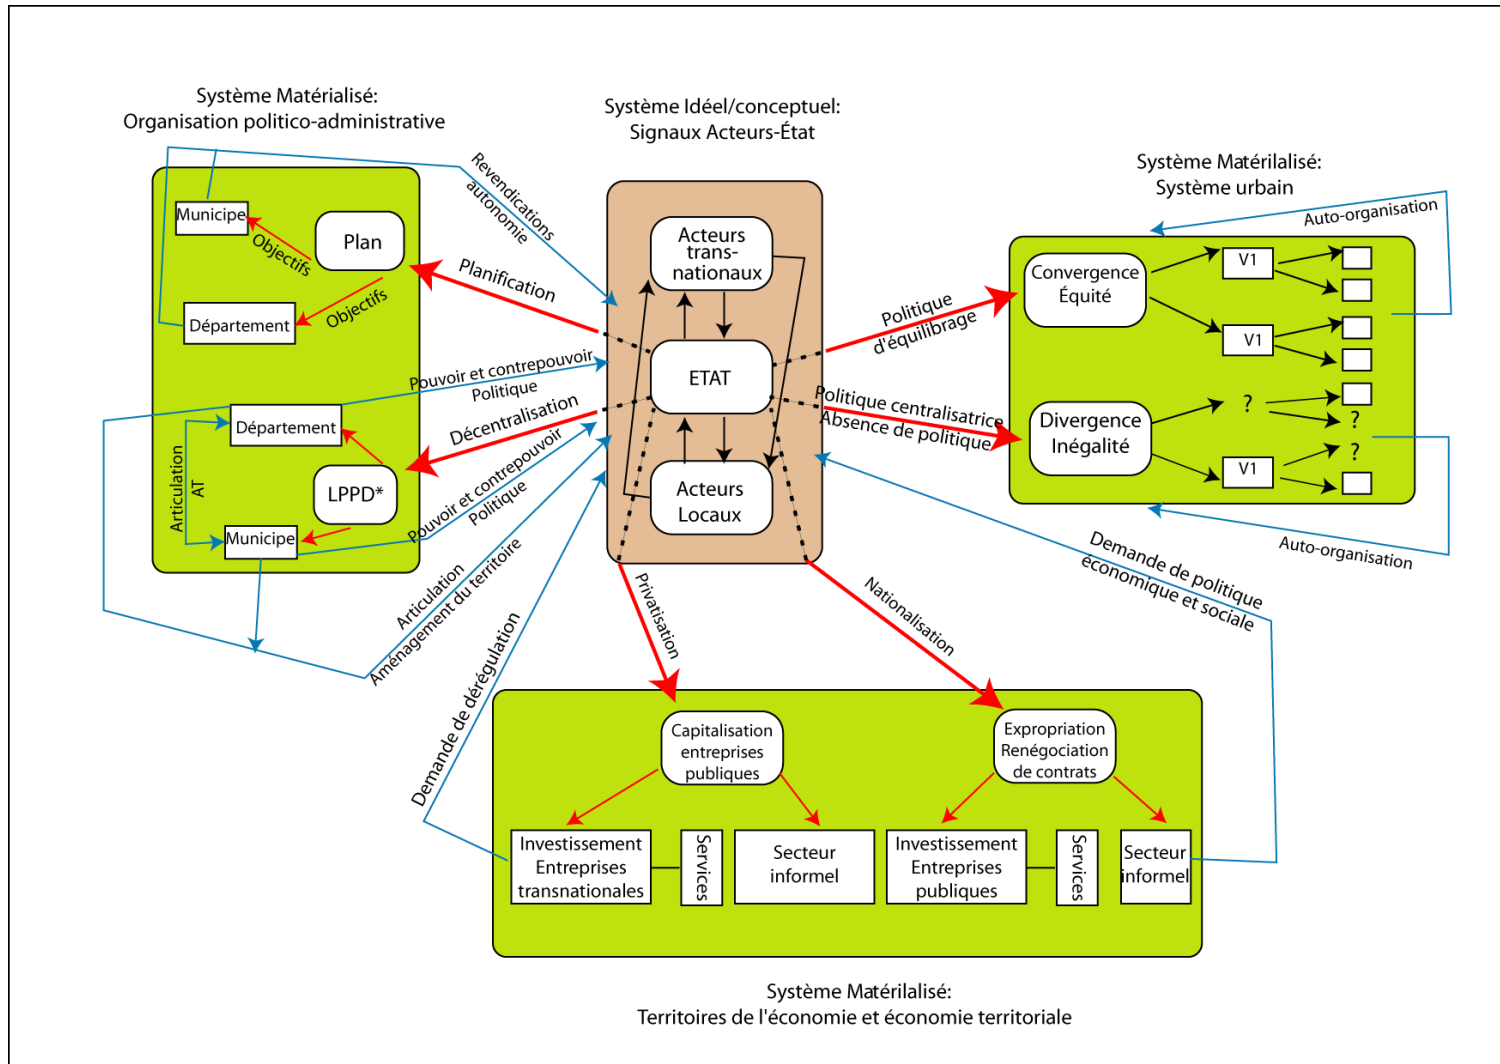 Système Matérialisé:
Organisation politico-administrative
Municipe
Plan
Objectifs
Objectifs
Département
Département
Articulation
AT
LPPD*
Municipe
Revendications
autonomie
Planification
Pouvoir et contrepouvoir
Politique
Décentralisation
Pouvoir et contrepouvoir
Politique
Articulation
Aménagement du territoire
Demande de dérégulation
Système Idéel/conceptuel:
Signaux Acteurs-État
Acteurs
trans-
nationaux
ETAT
Acteurs
Locaux
Politique
d'équilibrage
Politique centralisatrice
Absence de politique
Privatisation
Nationalisation
Demande de politique
économique et sociale
Système Matérilalisé:
Système urbain
Auto-organisation
Convergence
Équité
V1
V1
Divergence
Inégalité
?
?
?
V1
Auto-organisation
Capitalisation
entreprises
publiques
Expropriation
Renégociation
de contrats
Investissement
Entreprises
transnationales
Services
Secteur
informel
Investissement
Entreprises
publiques
Services
Secteur
informel
Système Matérilalisé:
Territoires de l'économie et économie territoriale